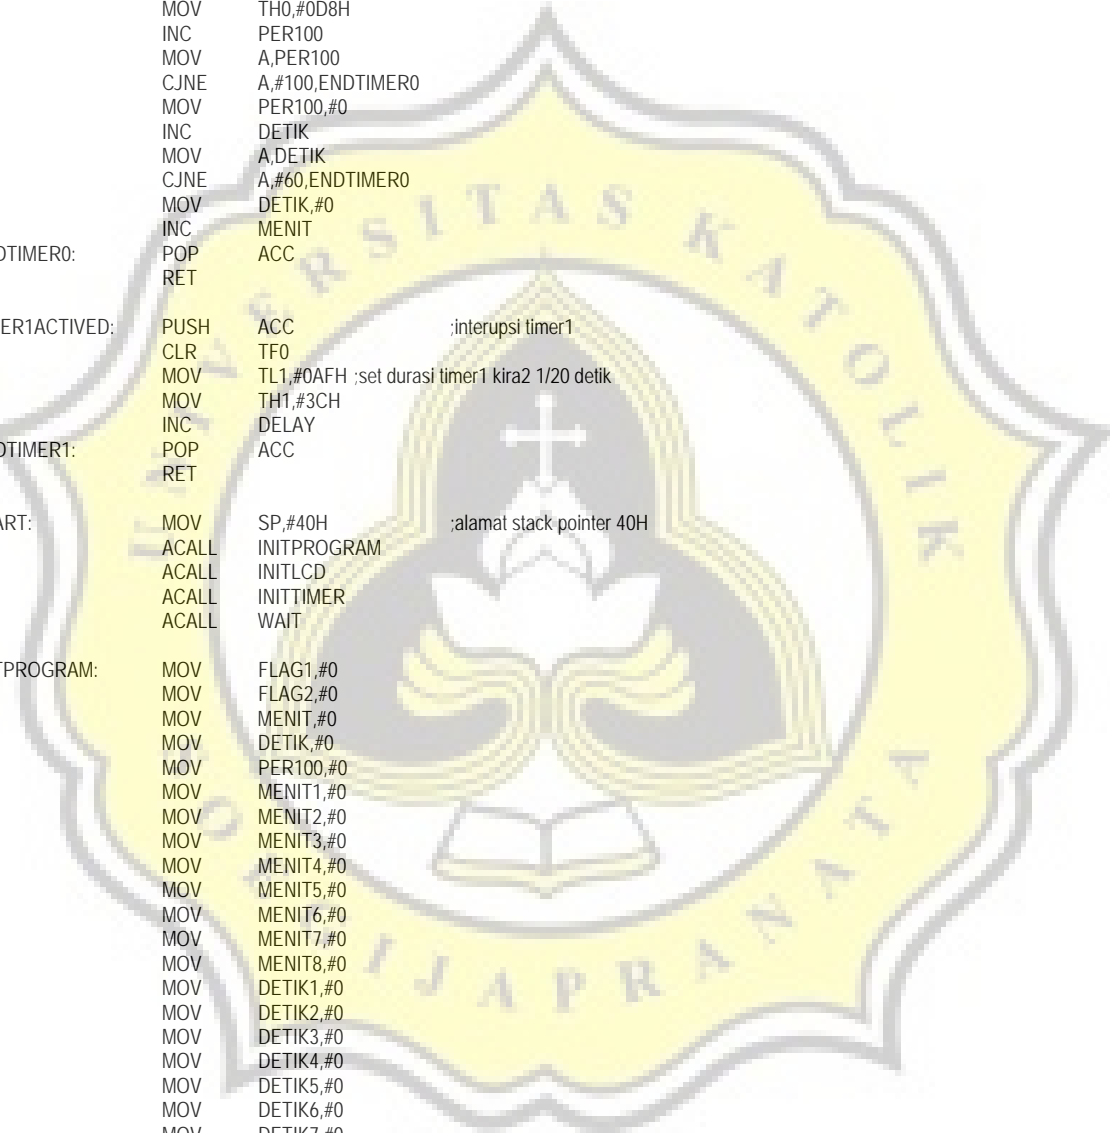 MOV TH0,#0D8H
INC PER100
MOV A,PER100
CJNE A,#100,ENDTIMER0
MOV PER100,#0
INC DETIK
MOV A,DETIK
CJNE A,#60,ENDTIMER0
MOV DETIK,#0
INC MENIT
DTIMER0: POP ACC
RET
ER1ACTIVED: PUSH ACC ;interupsi timer1
CLR TF0
MOV TL1,#0AFH ;set durasi timer1 kira2 1/20 detik
MOV TH1,#3CH
INC DELAY
DTIMER1: POP ACC
RET
ART: MOV SP,#40H ;alamat stack pointer 40H
ACALL INITPROGRAM
ACALL INITLCD
ACALL INITTIMER
ACALL WAIT
TPROGRAM: MOV FLAG1,#0
MOV FLAG2,#0
MOV MENIT,#0
MOV DETIK,#0
MOV PER100,#0
MOV MENIT1,#0
MOV MENIT2,#0
MOV MENIT3,#0
MOV MENIT4,#0
MOV MENIT5,#0
MOV MENIT6,#0
MOV MENIT7,#0
MOV MENIT8,#0
MOV DETIK1,#0
MOV DETIK2,#0
MOV DETIK3,#0
MOV DETIK4,#0
MOV DETIK5,#0
MOV DETIK6,#0
MOV DETIK7,#0
UNIVERSITAS KATOLIK
SOEGIJAPRANATA